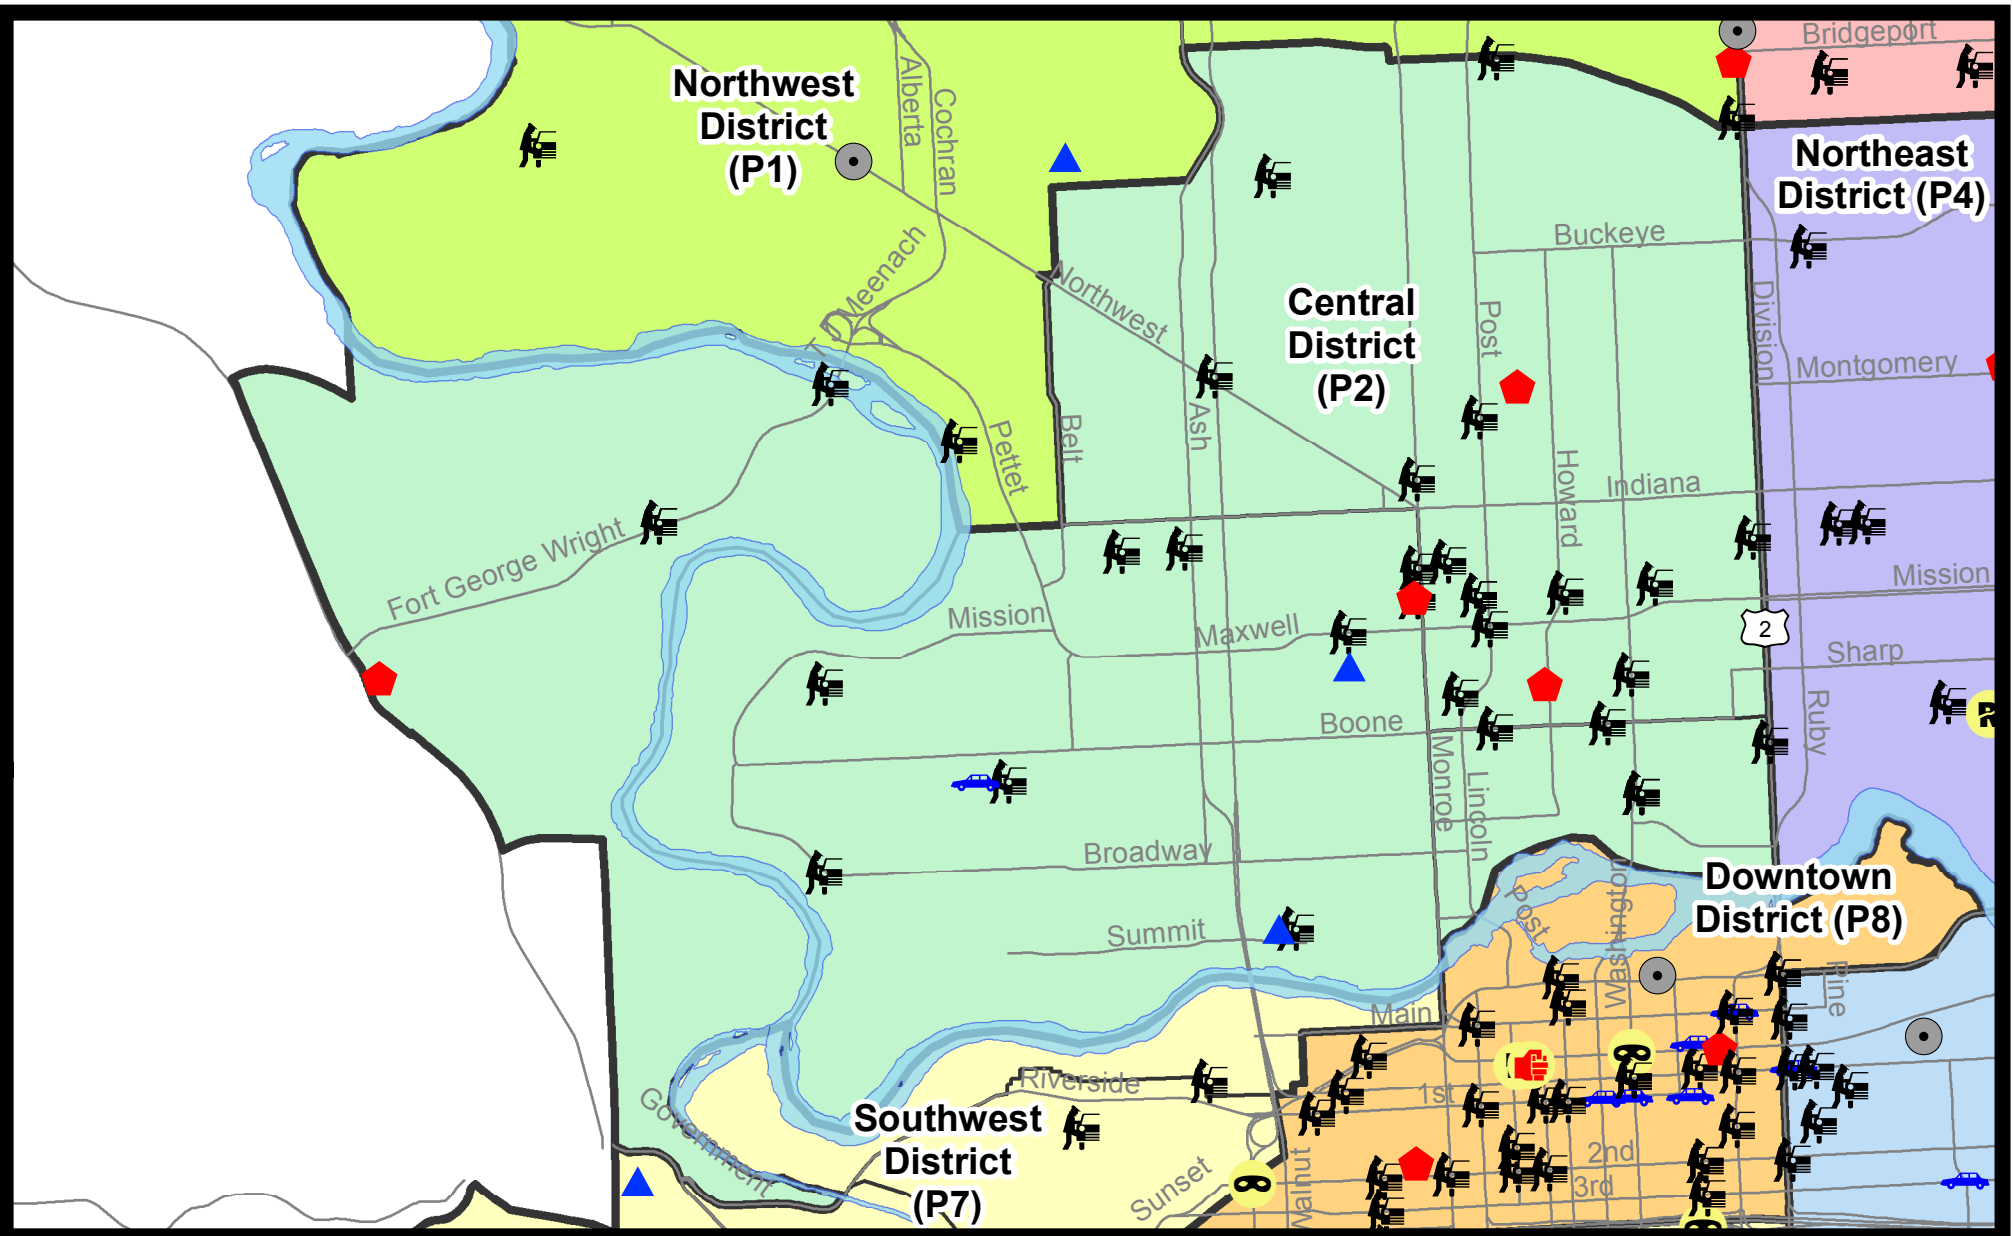 Bridgeport
Northwest
District
(P1)
Alberta
Cochran
Northeast
District (P4)
Buckeye
T J Meenach
Northwest
Central
District
(P2)
Post
Division
Montgomery
Belt
Ash
Pettet
Howard
Indiana
Fort George Wright
Mission
Mission
Maxwell
2
Sharp
Ruby
Boone
Monroe
Lincoln
Broadway
Downtown
District (P8)
Post
Washington
Summit
Pine
Main
Riverside
1st
Government
Southwest
District
(P7)
Sunset
Walnut
2nd
3rd
R